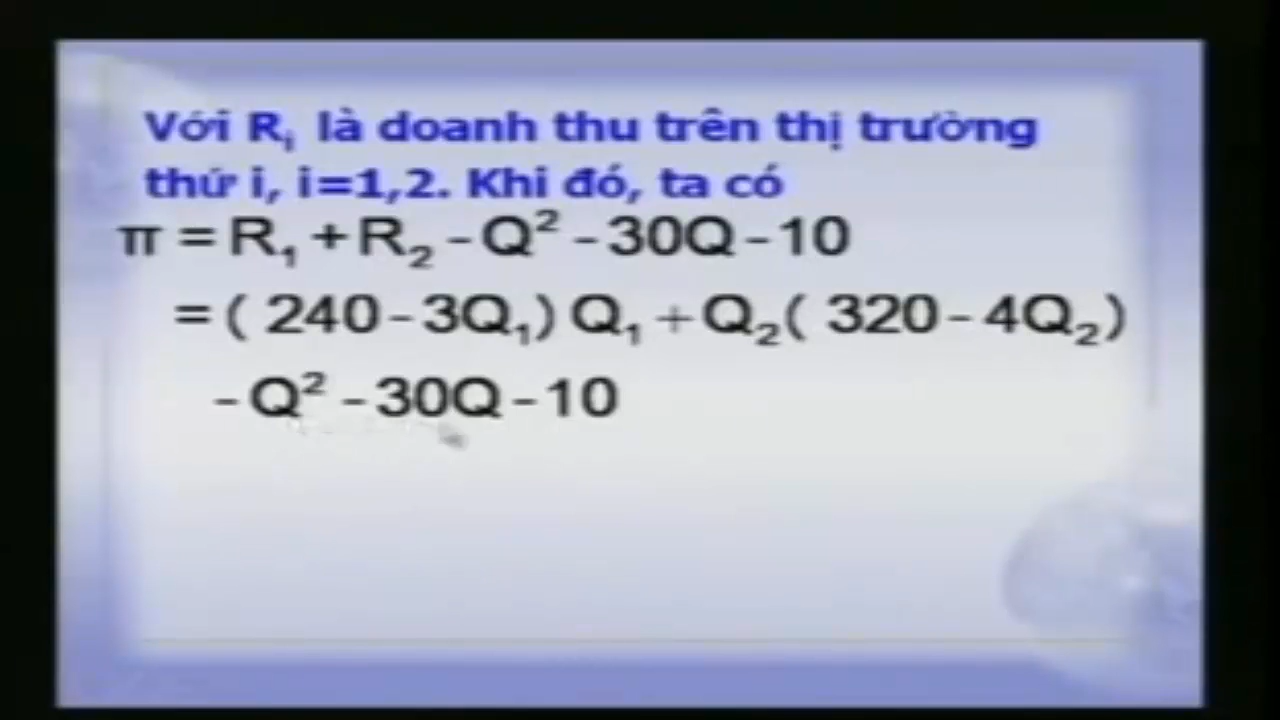 Với Rᵢ là doanh thu trên thị trường
thứ i, i=1,2. Khi đó, ta có
π = R₁ + R₂ - Q² - 30Q - 10
= ( 240 - 3Q₁) Q₁ + Q₂( 320 - 4Q₂)
- Q² - 30Q - 10